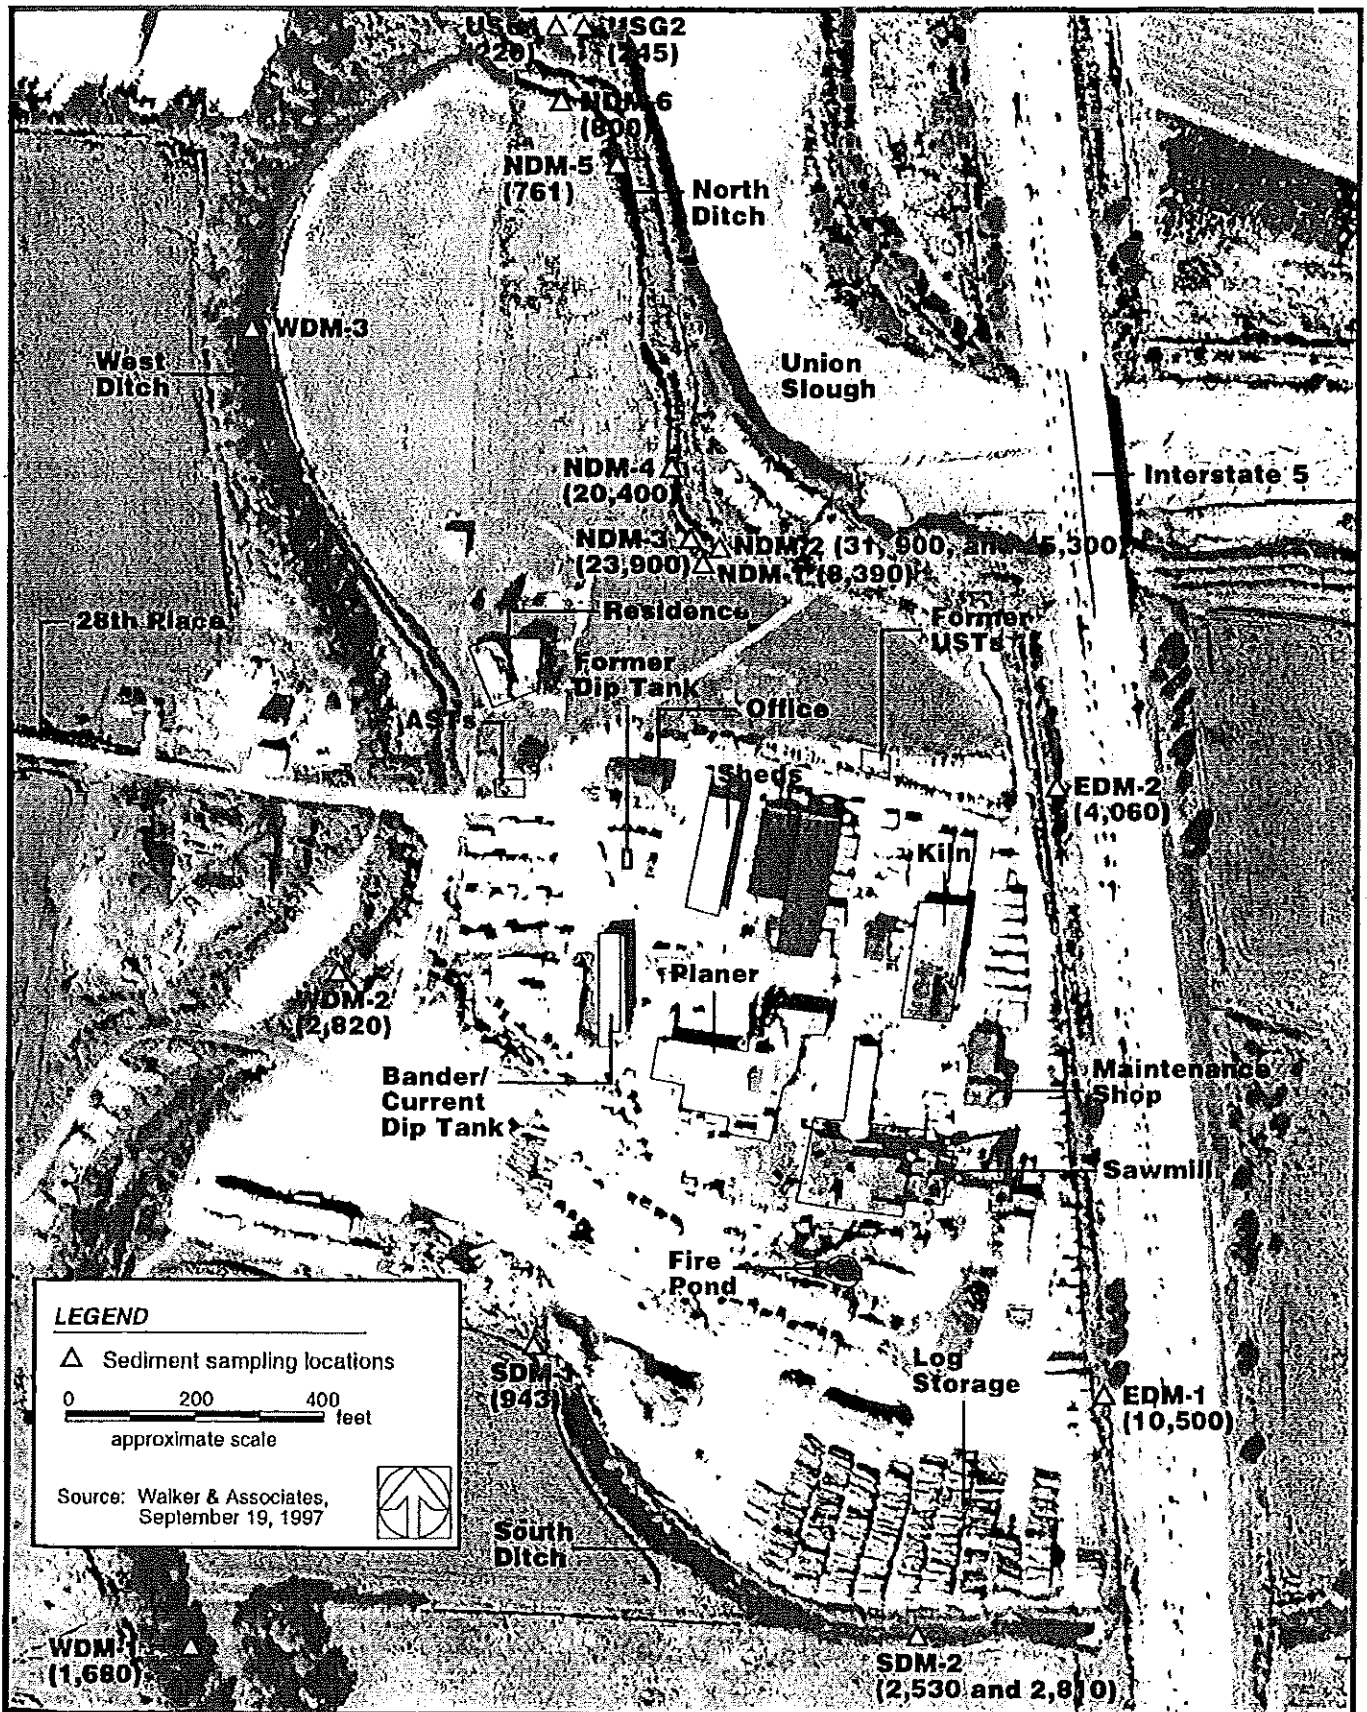 USG2
(245)
NDM-6
(800)
NDM-5
(761)
North
Ditch
WDM-3
West
Ditch
Union
Slough
NDM-4
(20,400)
Interstate 5
NDM-3
(23,900)
NDM-2 (31,900, and
NDM-1 (8,390)
28th Place
Residence
Former
USTs
Former
Dip Tank
ASTs
Office
Sheds
EDM-2
(4,060)
Kiln
Planer
WDM-2
(2,820)
Bander/
Current
Dip Tank
Maintenance
Shop
Sawmill
Fire
Pond
LEGEND
Sediment sampling locations
0 200 400
feet
approximate scale
Source: Walker & Associates,
September 19, 1997
SDM-1
(943)
Log
Storage
EDM-1
(10,500)
South
Ditch
WDM-1
(1,680)
SDM-2
(2,530 and 2,810)